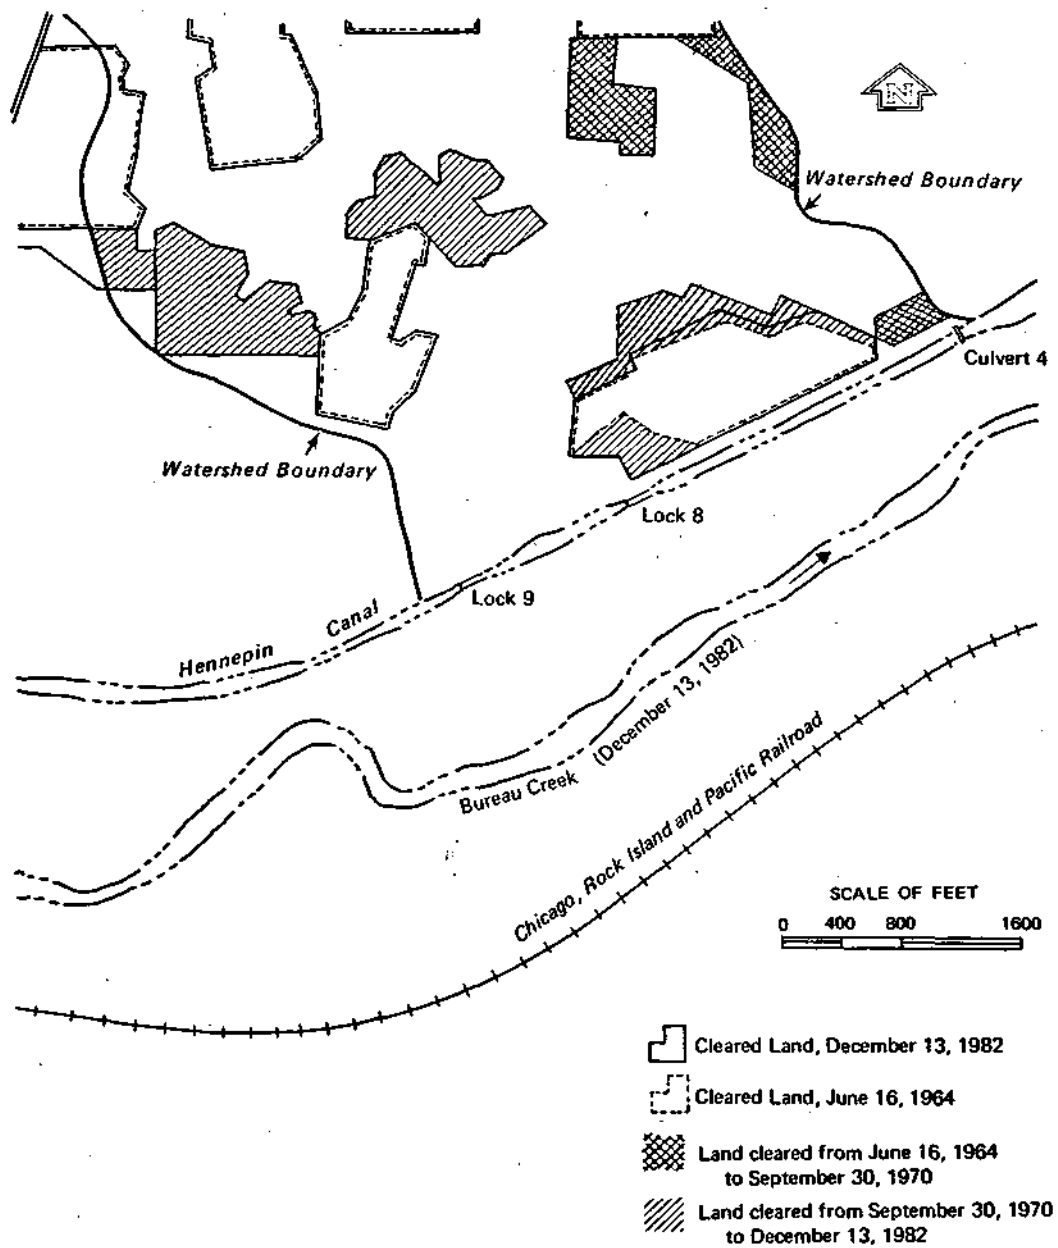 N
Watershed Boundary
Culvert 4
Watershed Boundary
Lock 8
Lock 9
Hennepin Canal
Bureau Creek (December 13, 1982)
Chicago, Rock Island and Pacific Railroad
SCALE OF FEET
0 400 800 1600
Cleared Land, December 13, 1982
Cleared Land, June 16, 1964
Land cleared from June 16, 1964
to September 30, 1970
Land cleared from September 30, 1970
to December 13, 1982